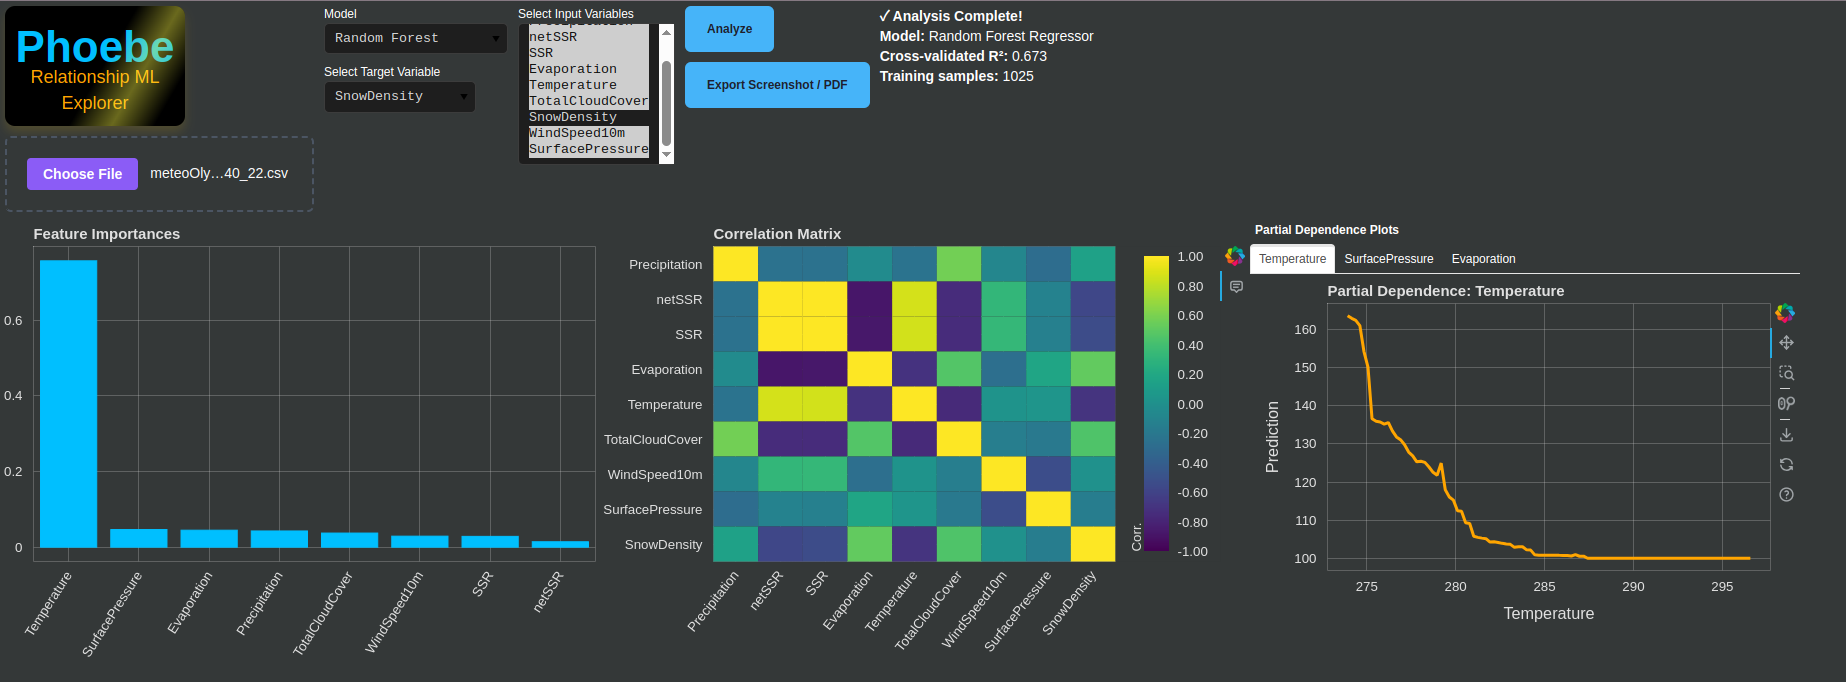 Phoebe
Relationship ML
Explorer
Choose File
meteoOly…40_22.csv
Model
Random Forest
Select Target Variable
SnowDensity
Select Input Variables
netSSR
SSR
Evaporation
Temperature
TotalCloudCover
SnowDensity
WindSpeed10m
SurfacePressure
Analyze
Export Screenshot / PDF
✓ Analysis Complete!
Model: Random Forest Regressor
Cross-validated R²: 0.673
Training samples: 1025
Feature Importances
0.6
0.4
0.2
0
Temperature
SurfacePressure
Evaporation
Precipitation
TotalCloudCover
WindSpeed10m
SSR
netSSR
Correlation Matrix
Precipitation
netSSR
SSR
Evaporation
Temperature
TotalCloudCover
WindSpeed10m
SurfacePressure
SnowDensity
Precipitation
netSSR
SSR
Evaporation
Temperature
TotalCloudCover
WindSpeed10m
SurfacePressure
SnowDensity
Corr.
1.00
0.80
0.60
0.40
0.20
0.00
-0.20
-0.40
-0.60
-0.80
-1.00
Partial Dependence Plots
Temperature
SurfacePressure
Evaporation
Partial Dependence: Temperature
Prediction
160
150
140
130
120
110
100
275
280
285
290
295
Temperature